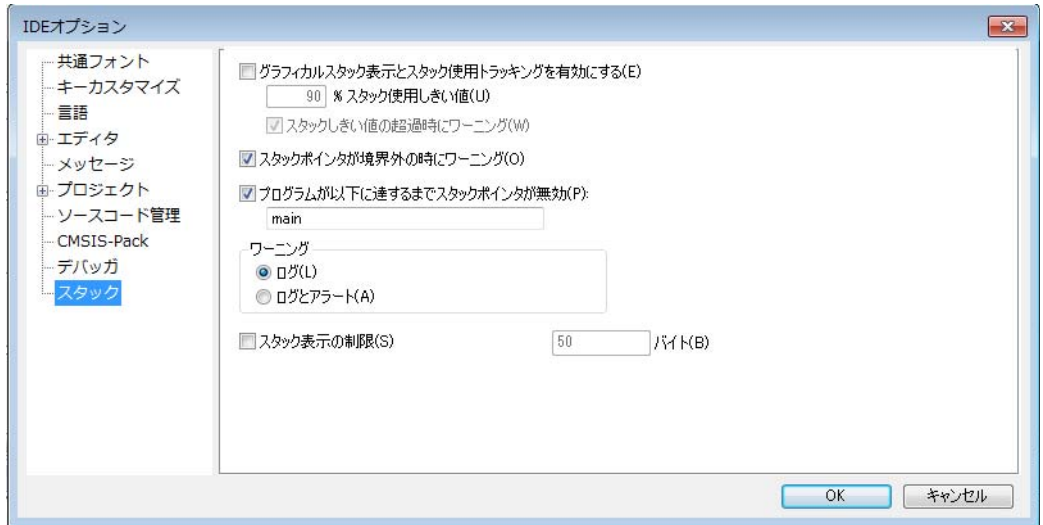 IDEオプション
共通フォント
キーカスタマイズ
言語
エディタ
メッセージ
プロジェクト
ソースコード管理
CMSIS-Pack
デバッガ
スタック
グラフィカルスタック表示とスタック使用トラッキングを有効にする(E)
90 % スタック使用しきい値(U)
スタックしきい値の超過時にワーニング(W)
スタックポインタが境界外の時にワーニング(O)
プログラムが以下に達するまでスタックポインタが無効(P):
main
ワーニング
ログ(L)
ログとアラート(A)
スタック表示の制限(S) 50 バイト(B)
OK キャンセル